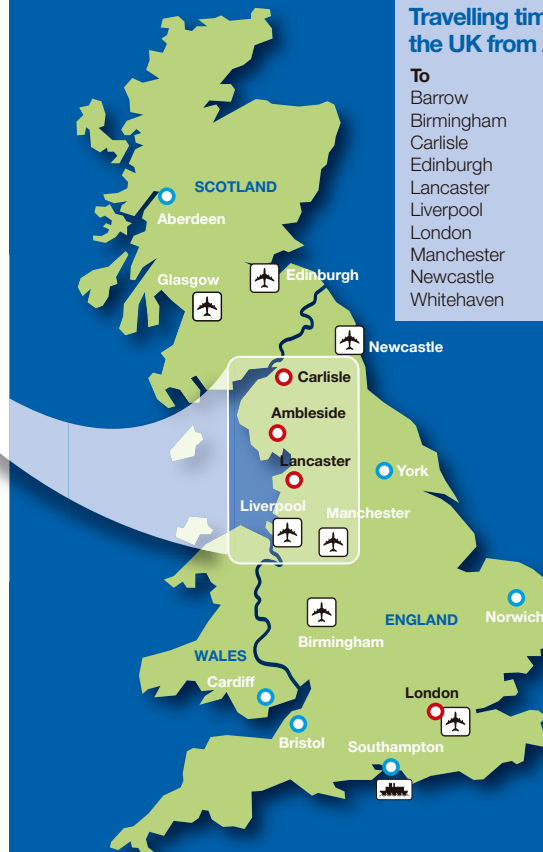 Travelling tim
the UK from
To
Barrow
Birmingham
Carlisle
Edinburgh
Lancaster
Liverpool
London
Manchester
Newcastle
Whitehaven
SCOTLAND
Aberdeen
Glasgow
Edinburgh
Newcastle
Carlisle
Ambleside
Lancaster
York
Liverpool
Manchester
Birmingham
ENGLAND
Norwich
WALES
Cardiff
London
Bristol
Southampton